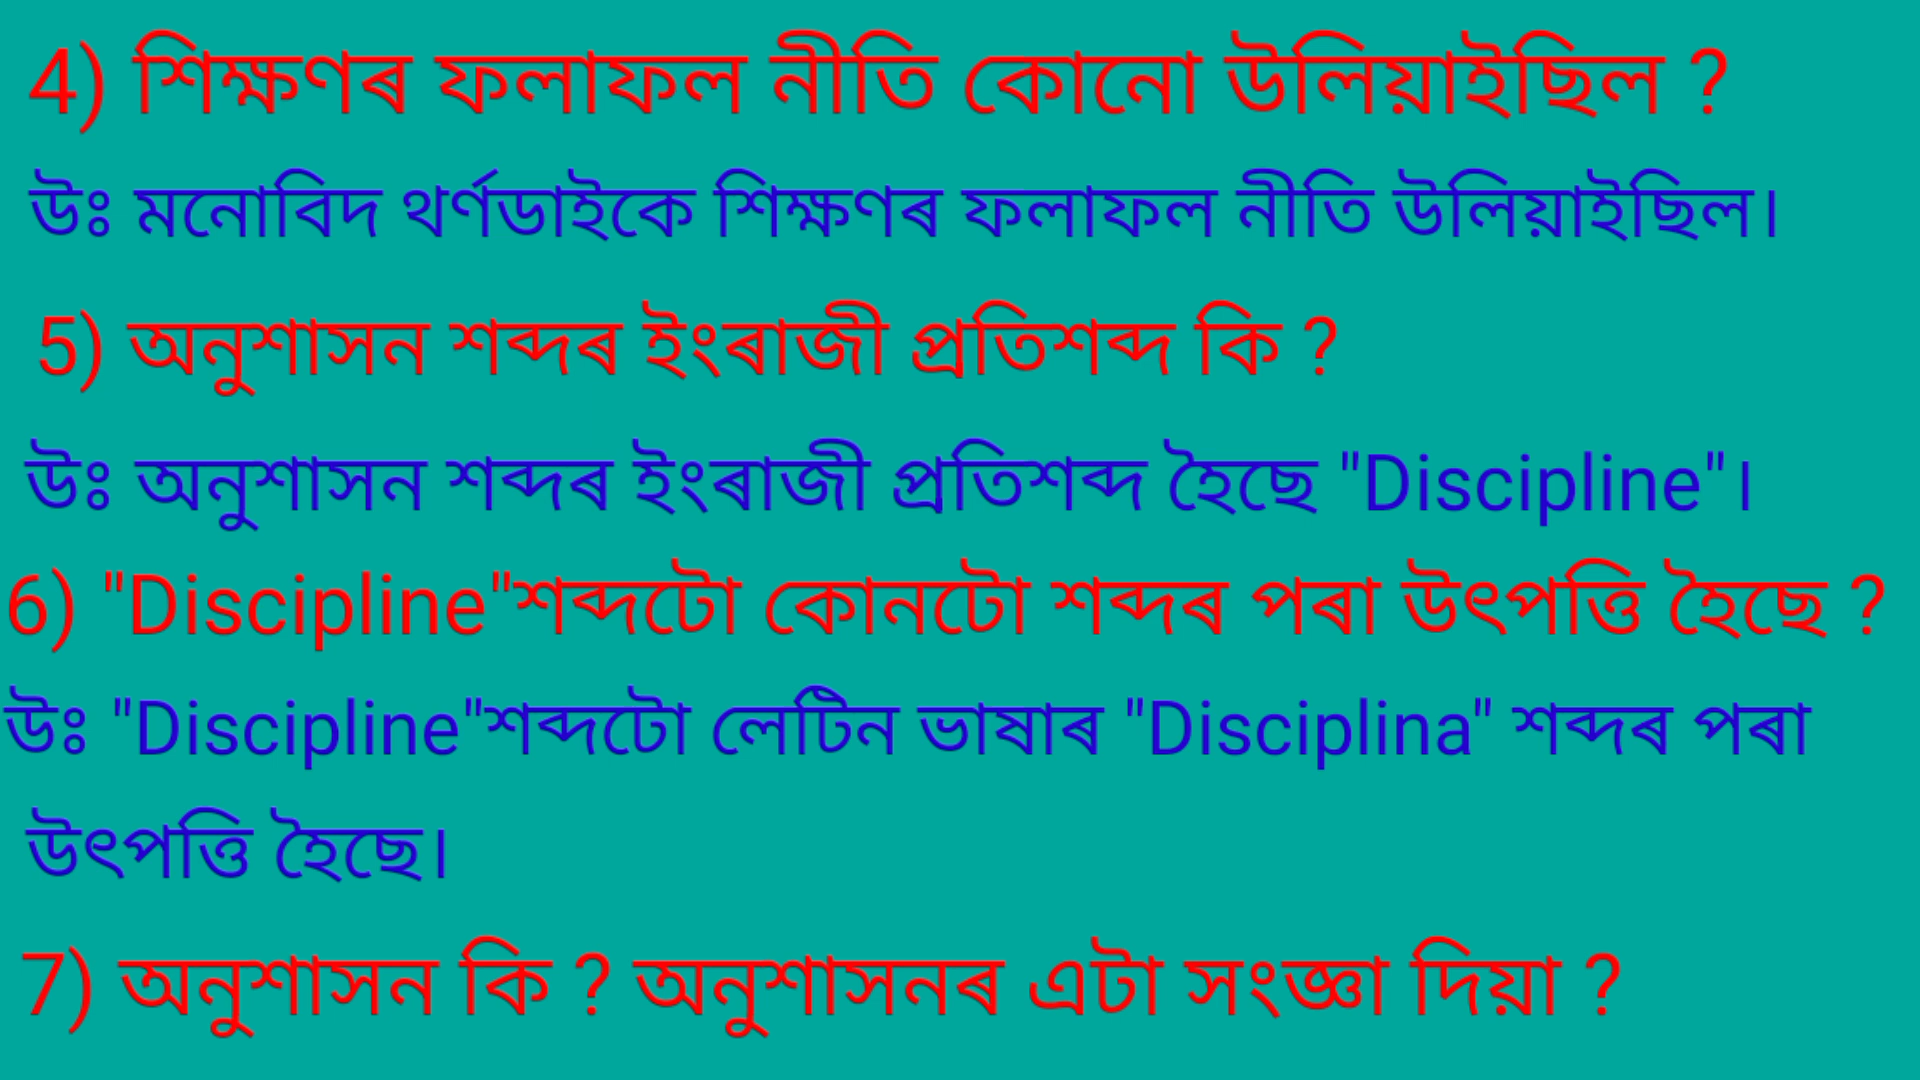 4) শিক্ষণৰ ফলাফল নীতি কোনো উলিয়াইছিল ?
উঃ মনোবিদ থৰ্ণডাইকে শিক্ষণৰ ফলাফল নীতি উলিয়াইছিল।
5) অনুশাসন শব্দৰ ইংৰাজী প্ৰতিশব্দ কি ?
উঃ অনুশাসন শব্দৰ ইংৰাজী প্ৰতিশব্দ হৈছে "Discipline"।
6) "Discipline"শব্দটো কোনটো শব্দৰ পৰা উৎপত্তি হৈছে ?
উঃ "Discipline"শব্দটো লেটিন ভাষাৰ "Disciplina" শব্দৰ পৰা
উৎপত্তি হৈছে।
7) অনুশাসন কি ? অনুশাসনৰ এটা সংজ্ঞা দিয়া ?